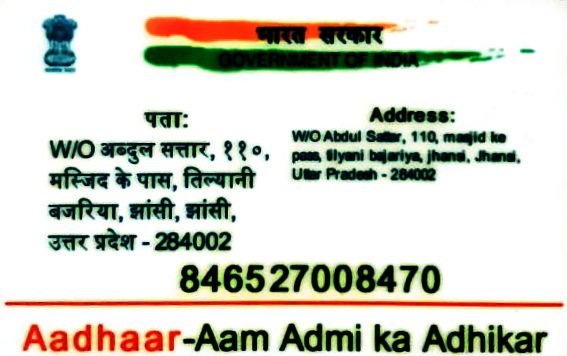 भारत सरकार
GOVERNMENT OF INDIA
पता:
W/O अब्दुल सत्तार, ११०,
मस्जिद के पास, तिल्यानी
बजरिया, झांसी, झांसी,
उत्तर प्रदेश - 284002
Address:
W/O Abdul Sattar, 110, masjid ke
pass, tilyani bajariya, jhansi, Jhansi,
Uttar Pradesh - 284002
846527008470
Aadhaar-Aam Admi ka Adhikar